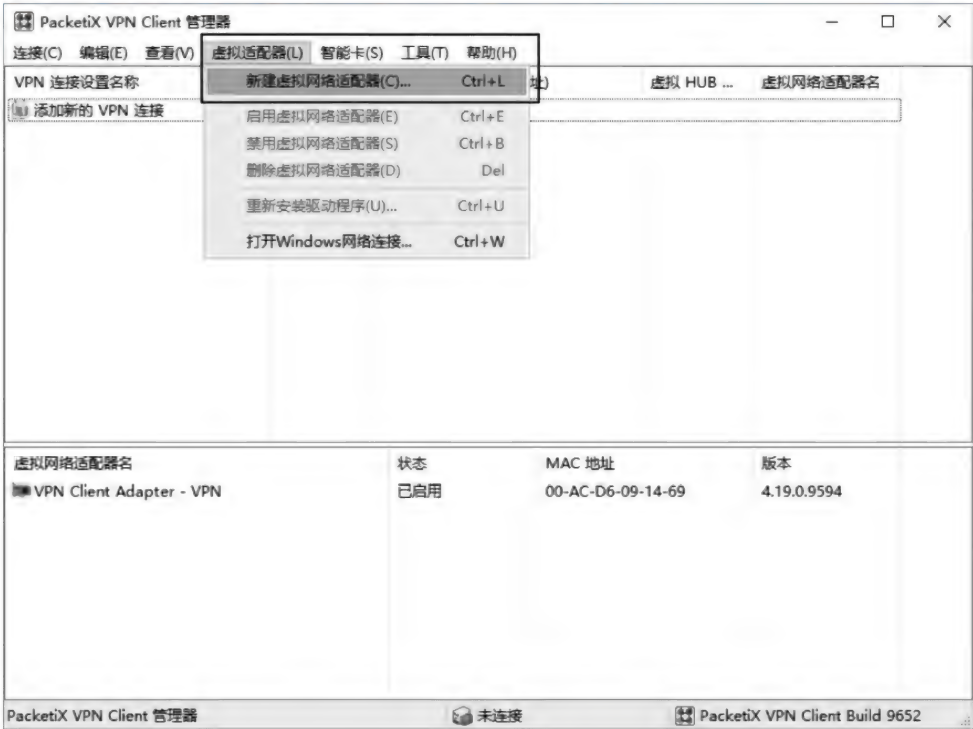 PacketiX VPN Client 管理器
连接(C) 编辑(E) 查看(V) 虚拟适配器(L) 智能卡(S) 工具(T) 帮助(H)
VPN 连接设置名称 址) 虚拟 HUB ... 虚拟网络适配器名
新建虚拟网络适配器(C)... Ctrl+L
添加新的 VPN 连接
启用虚拟网络适配器(E) Ctrl+E
禁用虚拟网络适配器(S) Ctrl+B
删除虚拟网络适配器(D) Del
重新安装驱动程序(U)... Ctrl+U
打开Windows网络连接... Ctrl+W
虚拟网络适配器名 状态 MAC 地址 版本
VPN Client Adapter - VPN 已启用 00-AC-D6-09-14-69 4.19.0.9594
PacketiX VPN Client 管理器 未连接 PacketiX VPN Client Build 9652